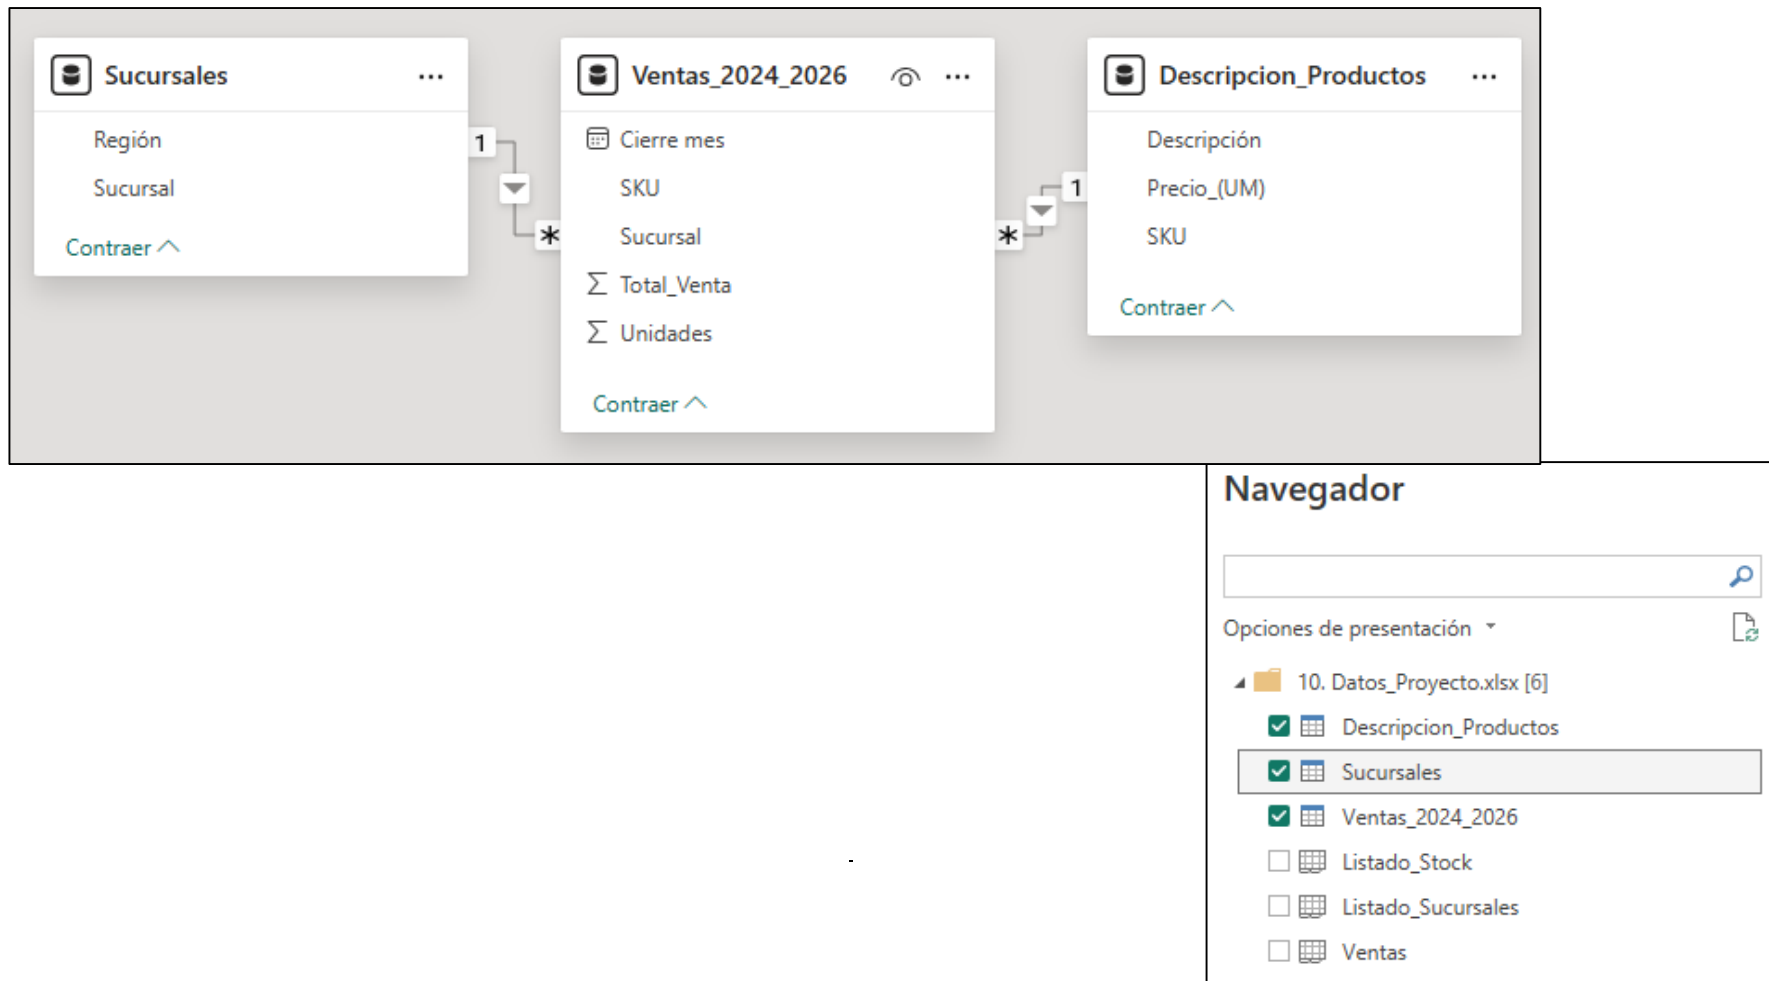 Sucursales
Región
Sucursal
Contraer
1
*
Ventas_2024_2026
Cierre mes
SKU
Sucursal
Total_Venta
Unidades
Contraer
*
1
Descripcion_Productos
Descripción
Precio_(UM)
SKU
Contraer
Navegador
Opciones de presentación
10. Datos_Proyecto.xlsx [6]
Descripcion_Productos
Sucursales
Ventas_2024_2026
Listado_Stock
Listado_Sucursales
Ventas